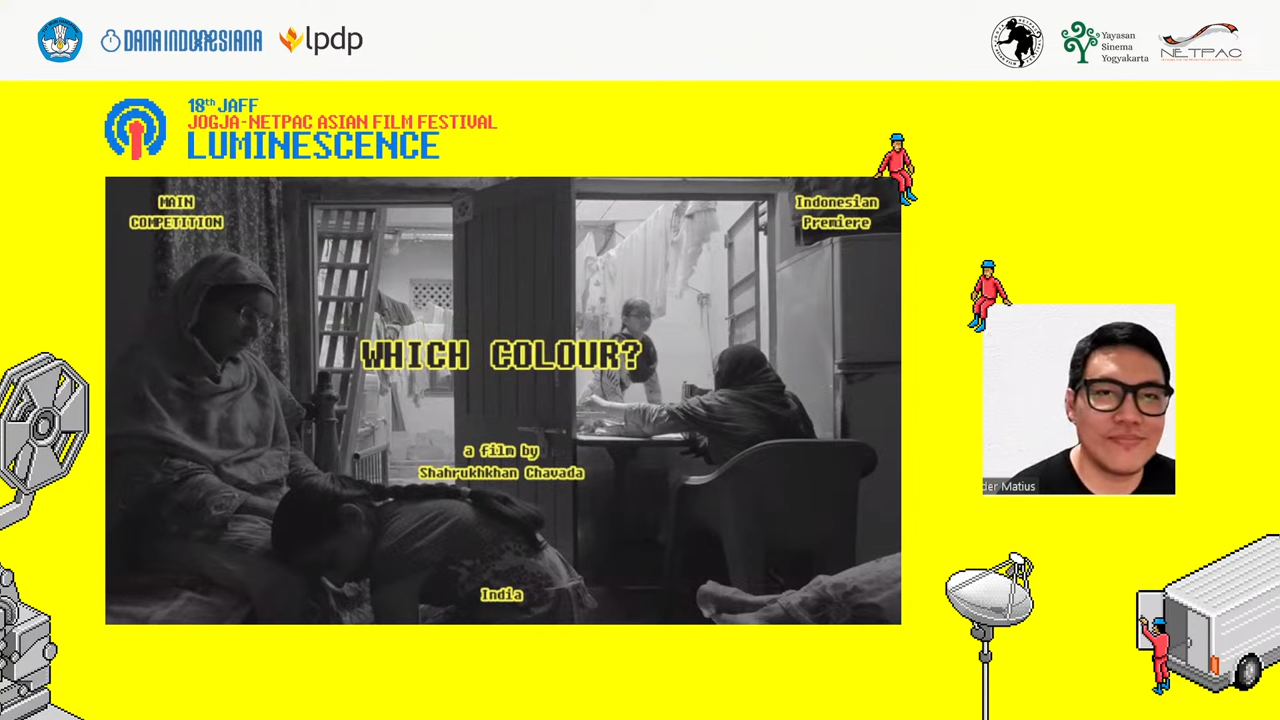 DANA INDONESIANA
lpdp
Yayasan
Sinema
Yogyakarta
NETPAC
18th JAFF
JOGJA-NETPAC ASIAN FILM FESTIVAL
LUMINESCENCE
MAIN
COMPETITION
Indonesian
Premiere
WHICH COLOUR?
a film by
Shahrukhkhan Chavada
India
der Matius